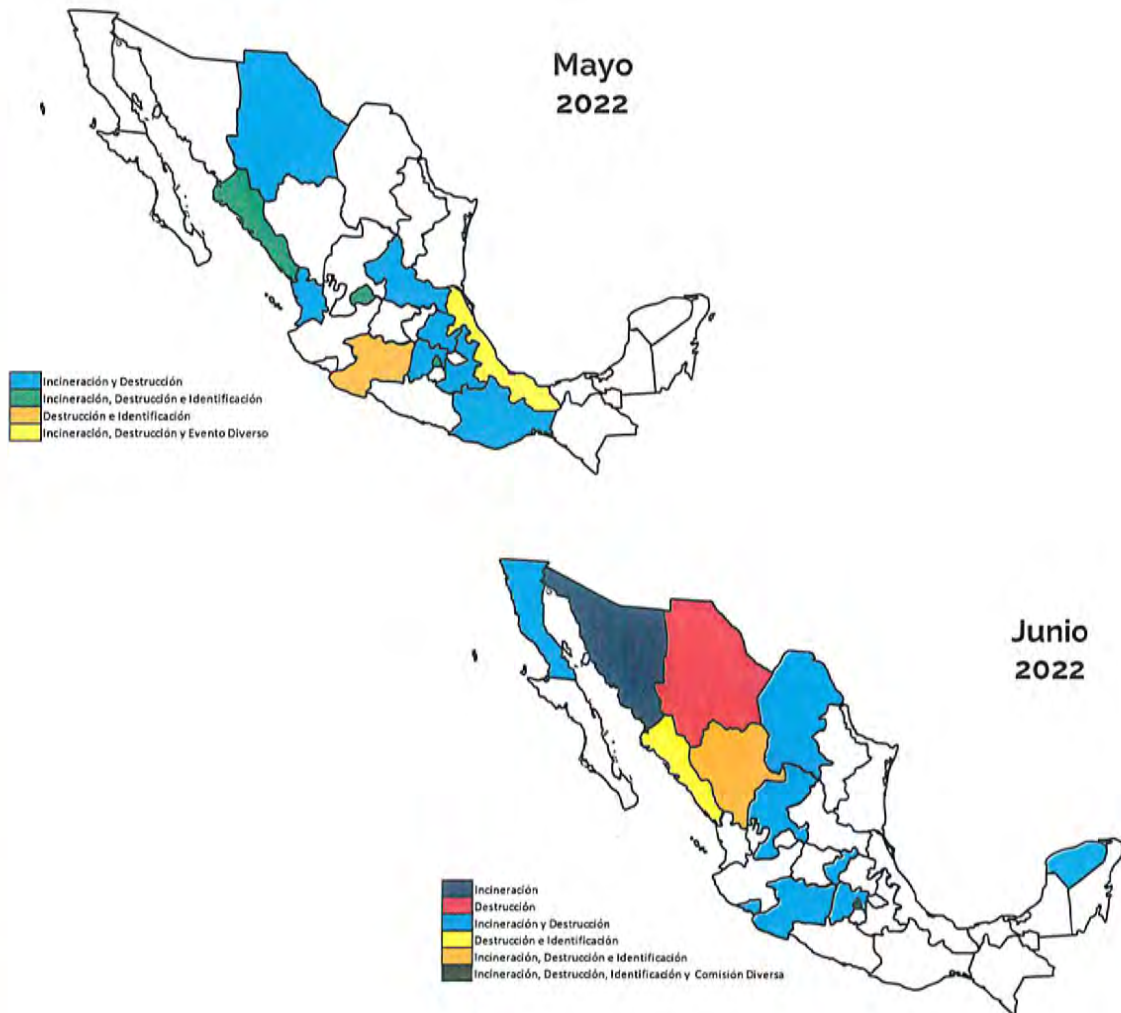 Mayo
2022
Incineración y Destrucción
Incineración, Destrucción e Identificación
Destrucción e Identificación
Incineración, Destrucción y Evento Diverso
Junio
2022
Incineración
Destrucción
Incineración y Destrucción
Destrucción e Identificación
Incineración, Destrucción e Identificación
Incineración, Destrucción, Identificación y Comisión Diversa